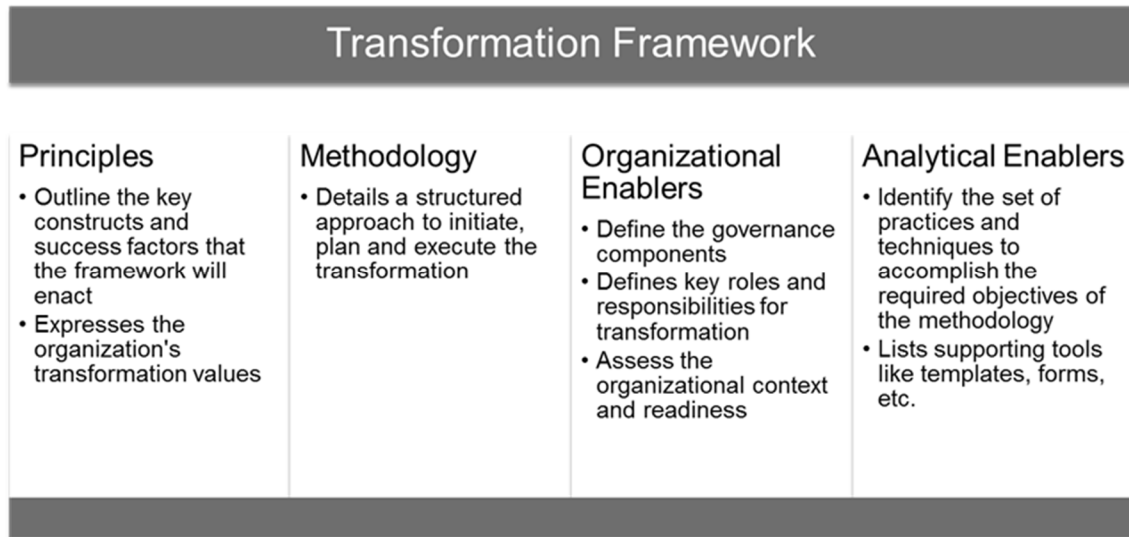 Transformation Framework
Principles
• Outline the key
constructs and
success factors that
the framework will
enact
• Expresses the
organization's
transformation values
Methodology
• Details a structured
approach to initiate,
plan and execute the
transformation
Organizational
Enablers
• Define the governance
components
• Defines key roles and
responsibilities for
transformation
• Assess the
organizational context
and readiness
Analytical Enablers
• Identify the set of
practices and
techniques to
accomplish the
required objectives of
the methodology
• Lists supporting tools
like templates, forms,
etc.